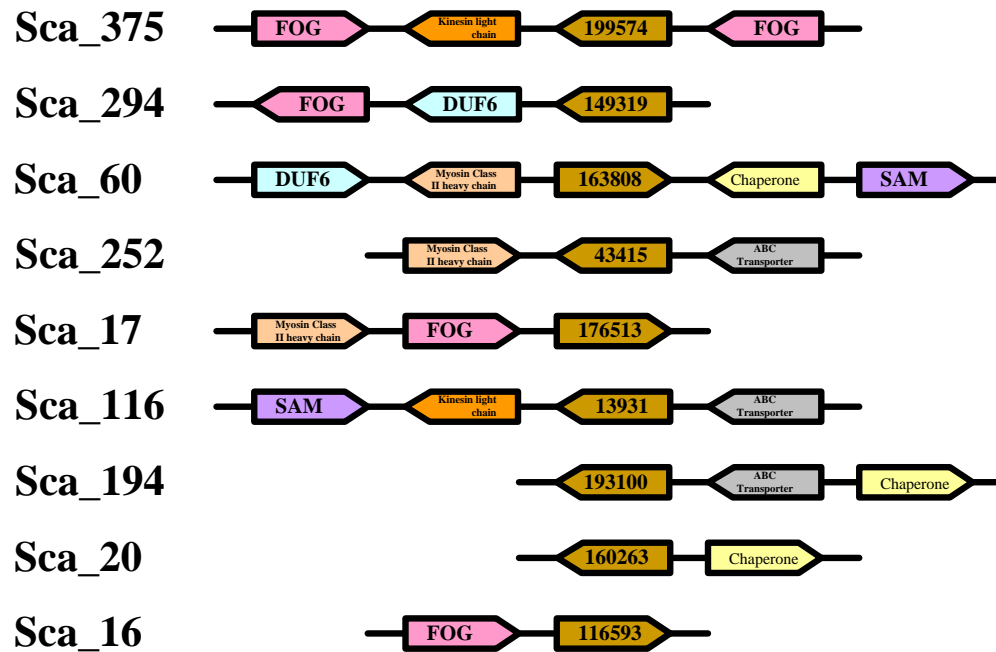 Sca_375 FOG Kinesin light chain 199574 FOG
Sca_294 FOG DUF6 149319
Sca_60 DUF6 Myosin Class II heavy chain 163808 Chaperone SAM
Sca_252 Myosin Class II heavy chain 43415 ABC Transporter
Sca_17 Myosin Class II heavy chain FOG 176513
Sca_116 SAM Kinesin light chain 13931 ABC Transporter
Sca_194 193100 ABC Transporter Chaperone
Sca_20 160263 Chaperone
Sca_16 FOG 116593